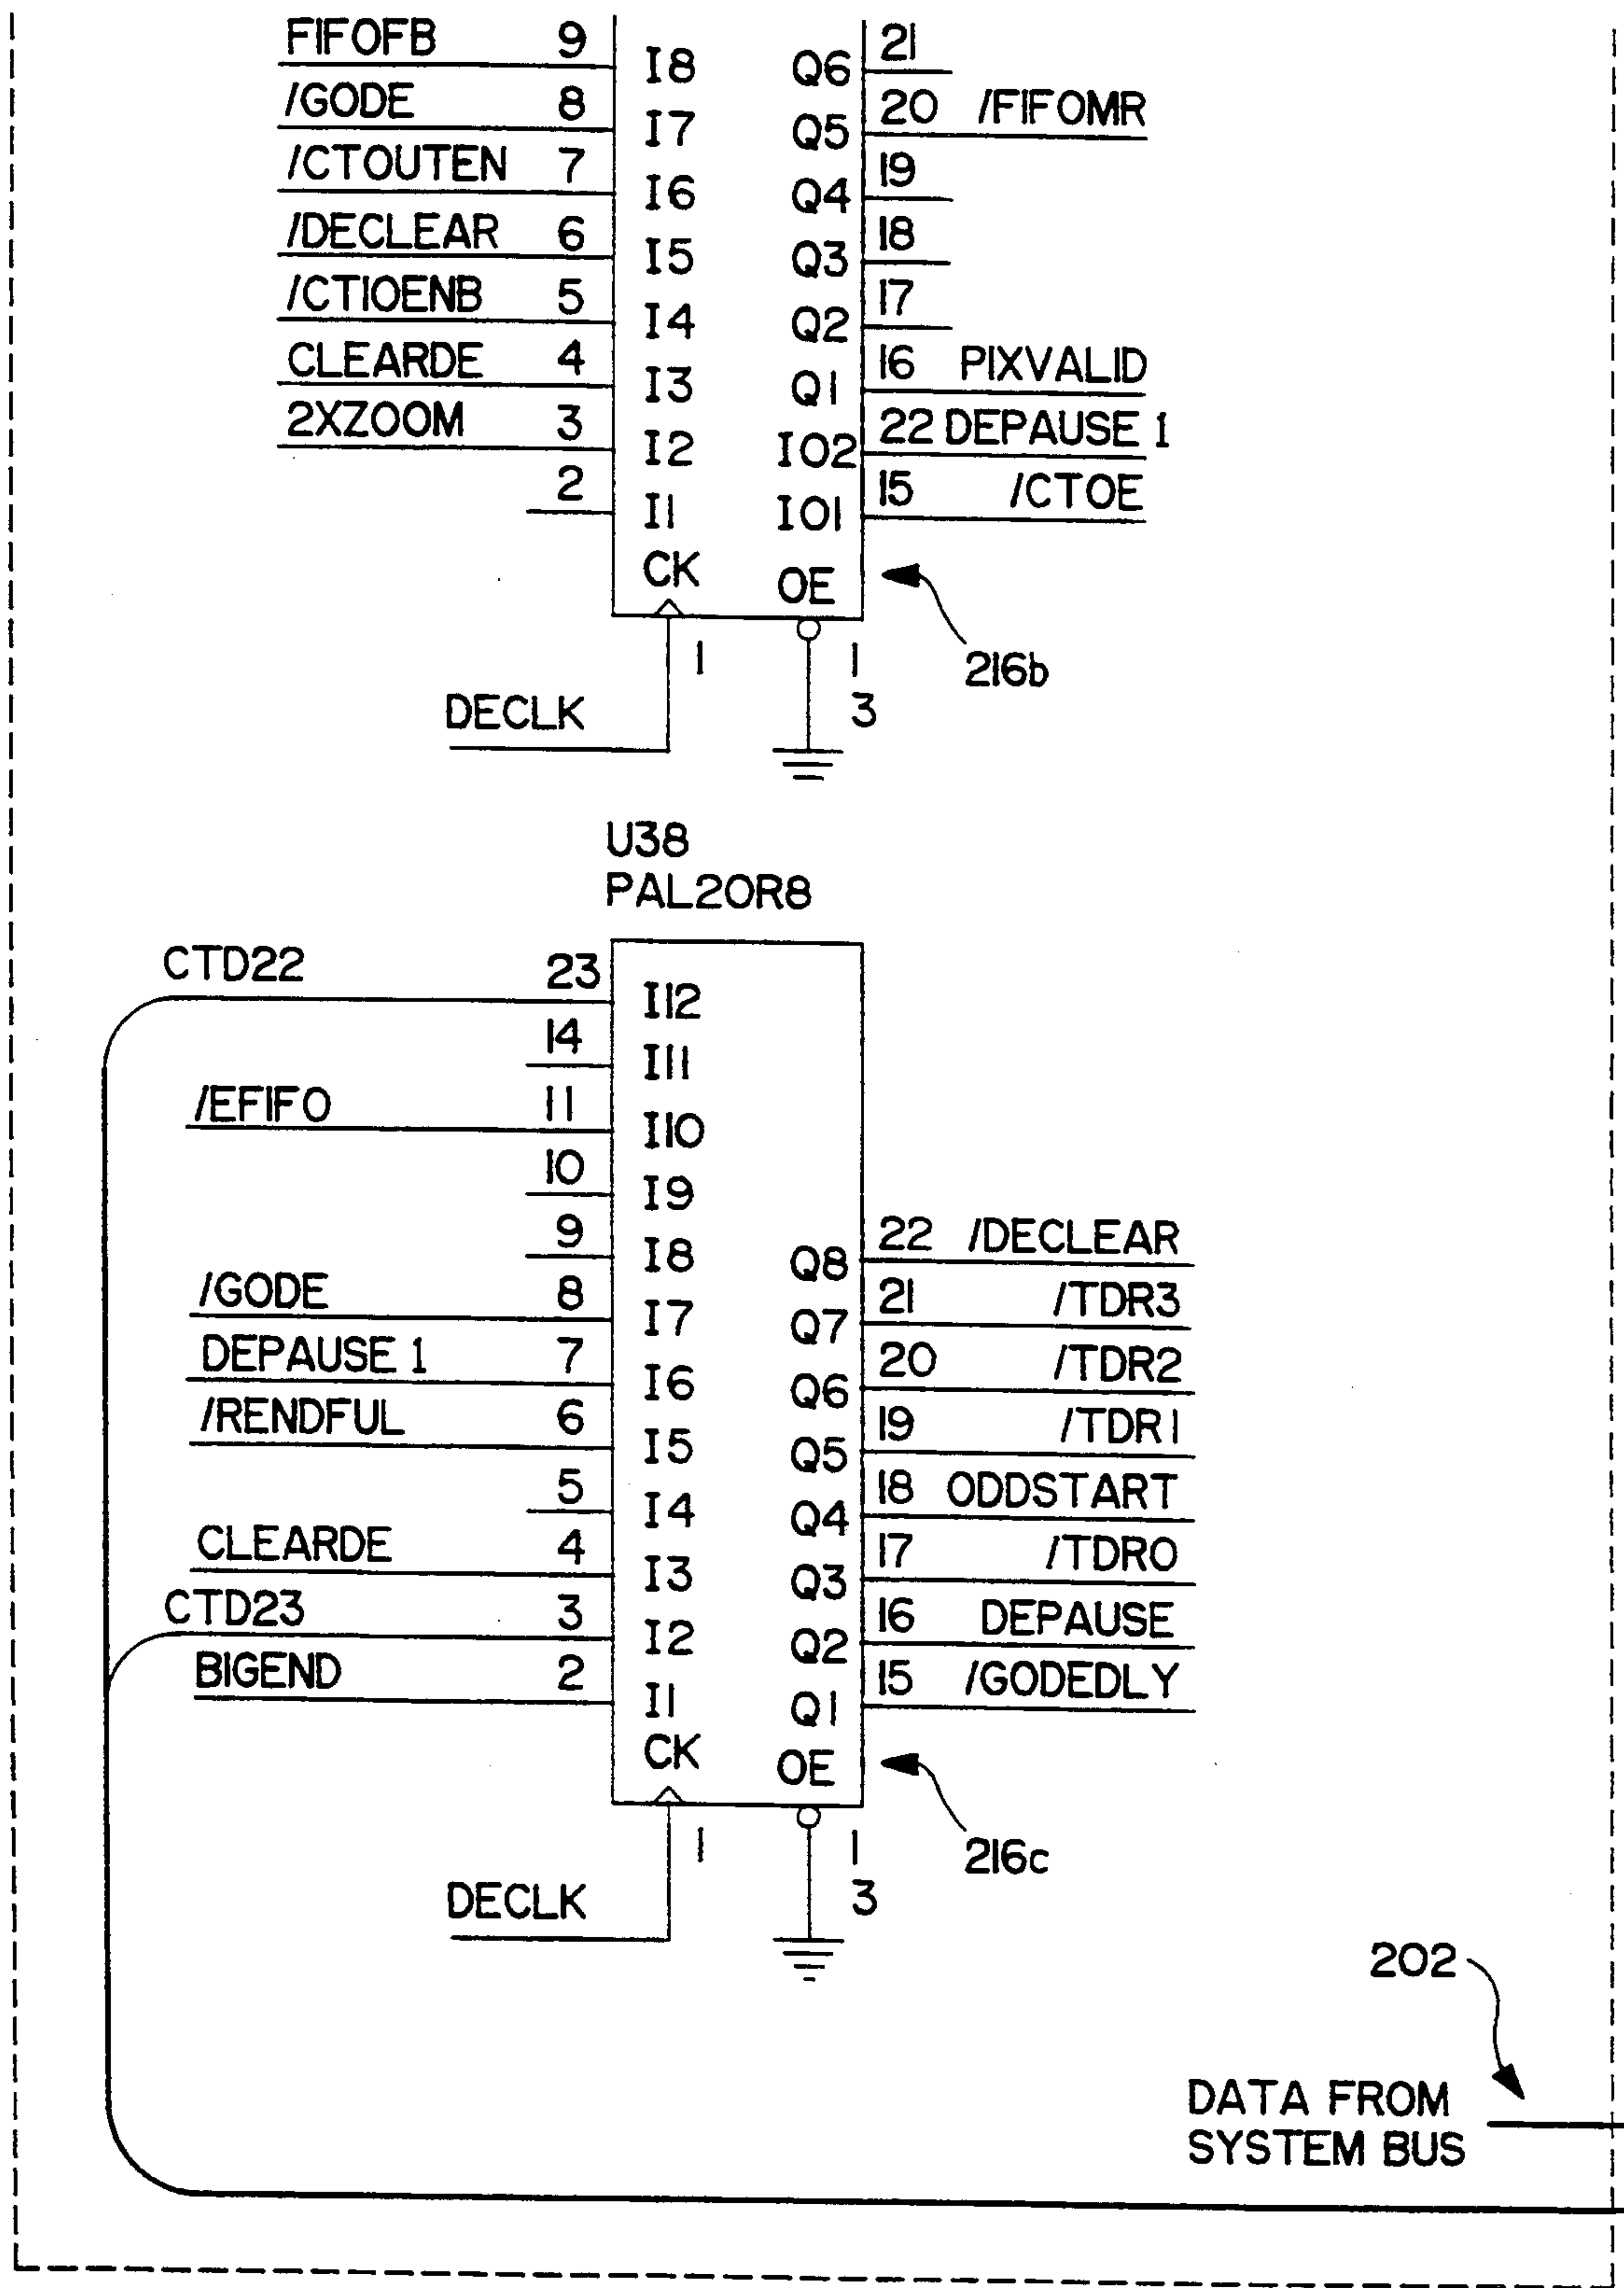 FIFOFB 9 I8 Q6 21
/GODE 8 I7 Q5 20 /FIFOMR
/CTOUTEN 7 I6 Q4 19
/DECLEAR 6 I5 Q3 18
/CTIOENB 5 I4 Q2 17
CLEARDE 4 I3 Q1 16 PIXVALID
2XZOOM 3 I2 IO2 22 DEPAUSE 1
2 I1 IO1 15 /CTOE
CK OE
1 1 216b
DECLK 3
U38
PAL20R8
CTD22 23 I12
14 I11
/EFIFO 11 I10
10 I9
9 I8 Q8 22 /DECLEAR
/GODE 8 I7 Q7 21 /TDR3
DEPAUSE 1 7 I6 Q6 20 /TDR2
/RENDFUL 6 I5 Q5 19 /TDR1
5 I4 Q4 18 ODDSTART
CLEARDE 4 I3 Q3 17 /TDR0
CTD23 3 I2 Q2 16 DEPAUSE
BIGEND 2 I1 Q1 15 /GODEDLY
CK OE
1 1 216c
DECLK 3
202
DATA FROM
SYSTEM BUS